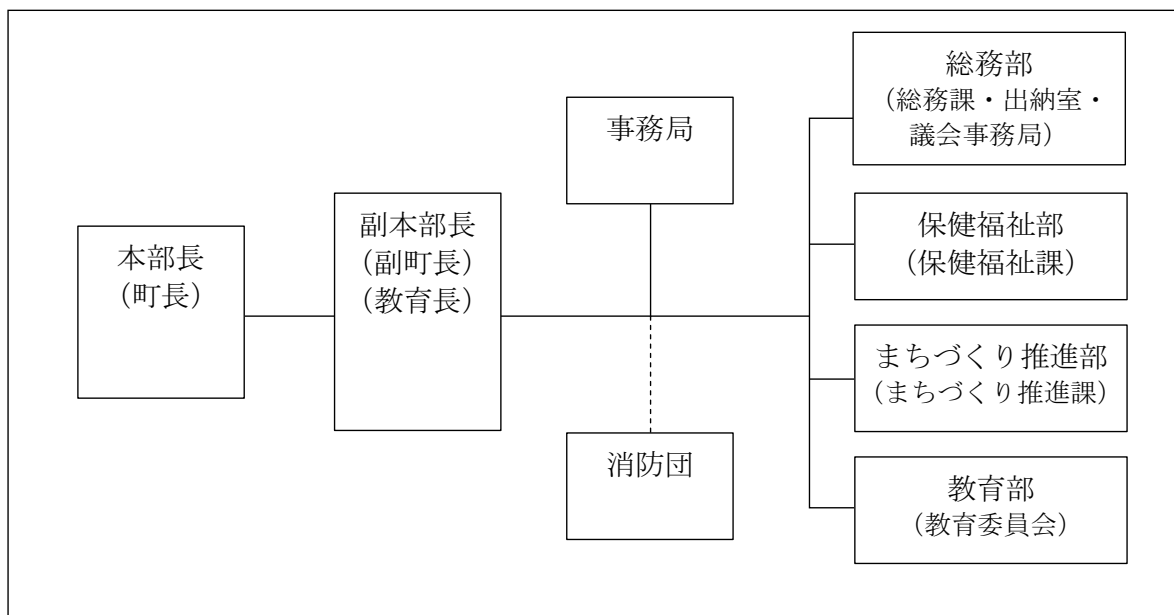 本部長
(町長)
副本部長
(副町長)
(教育長)
事務局
消防団
総務部
(総務課・出納室・
議会事務局)
保健福祉部
(保健福祉課)
まちづくり推進部
(まちづくり推進課)
教育部
(教育委員会)